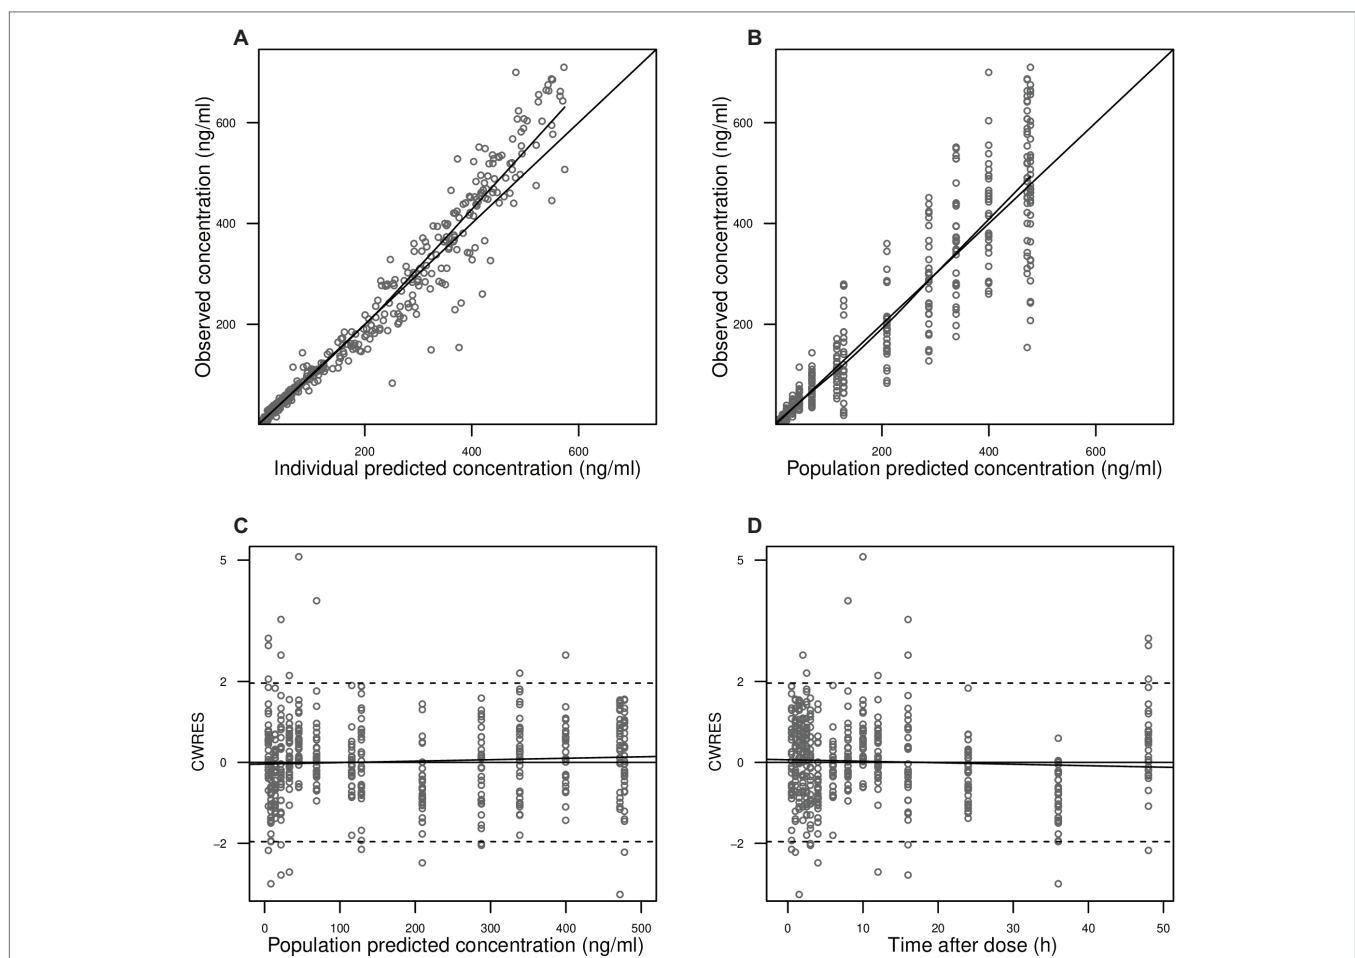 A
Observed concentration (ng/ml)
600
400
200
200 400 600
Individual predicted concentration (ng/ml)
B
Observed concentration (ng/ml)
600
400
200
200 400 600
Population predicted concentration (ng/ml)
C
CWRES
5
2
0
−2
0 100 200 300 400 500
Population predicted concentration (ng/ml)
D
CWRES
5
2
0
−2
0 10 20 30 40 50
Time after dose (h)